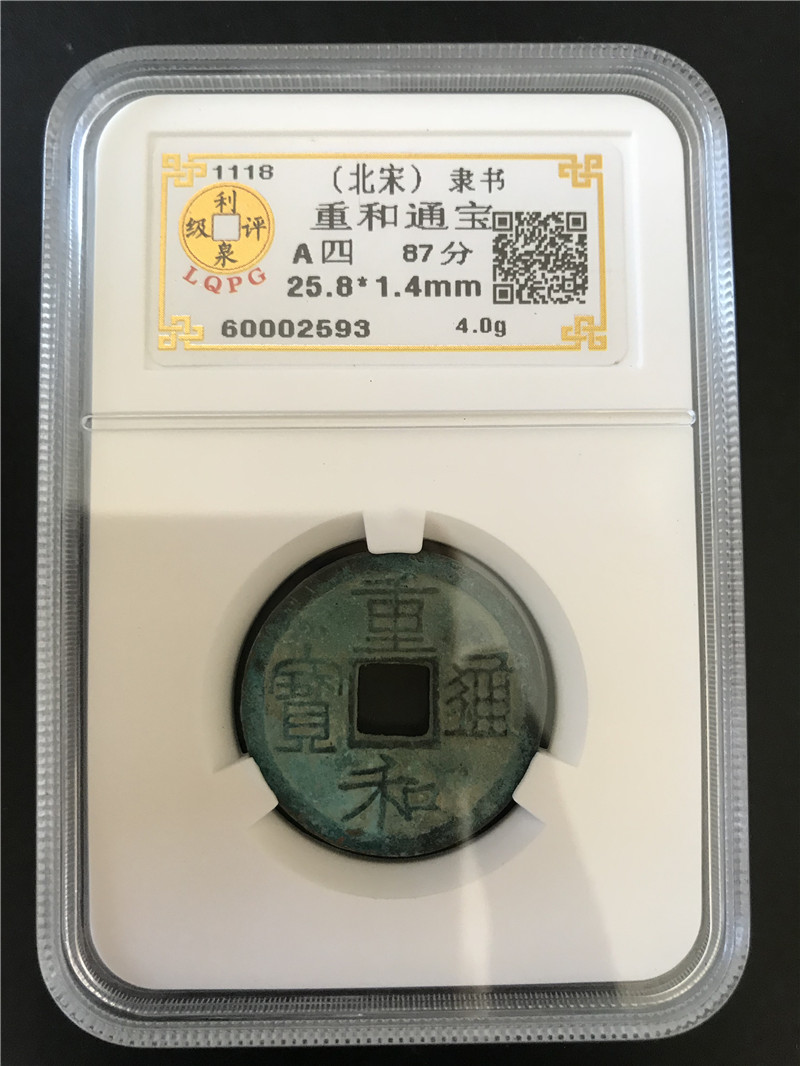 1118
（北宋）隶书
利
级 评
泉
LQPG
重和通宝
A四 87分
25.8*1.4mm
60002593
4.0g
重
寶 通
和